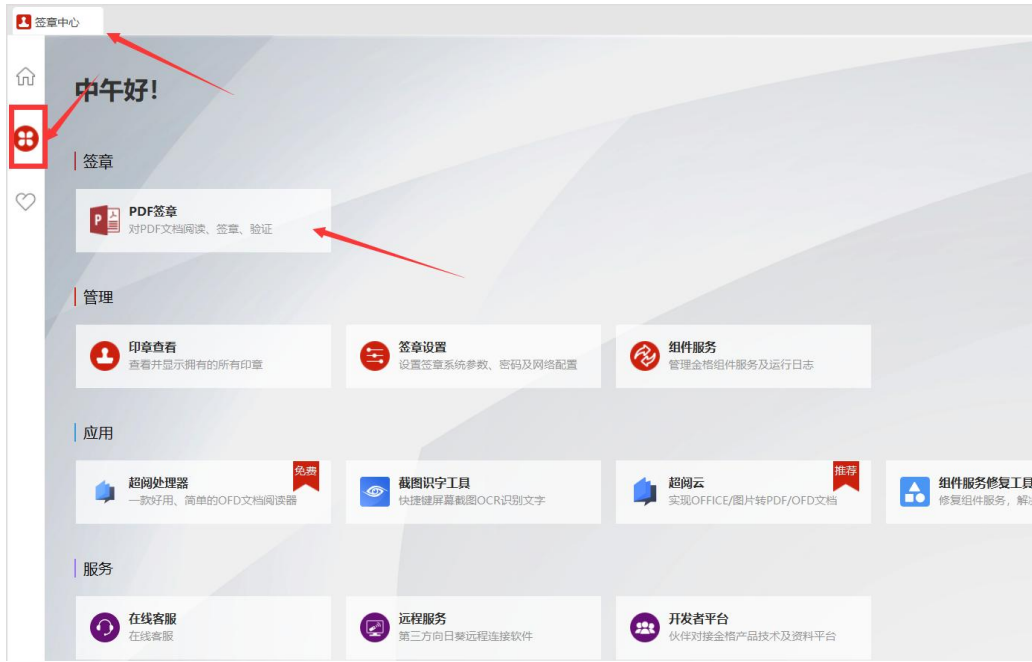 签章中心
中午好!
签章
PDF签章
对PDF文档阅读、签章、验证
管理
印章查看
查看并显示拥有的所有印章
签章设置
设置签章系统参数、密码及网络配置
组件服务
管理金格组件服务及运行日志
应用
免费
超阅处理器
一款好用、简单的OFD文档阅读器
截图识字工具
快捷键屏幕截图OCR识别文字
推荐
超阅云
实现OFFICE/图片转PDF/OFD文档
组件服务修复工具
修复组件服务，解决
服务
在线客服
在线客服
远程服务
第三方向日葵远程连接软件
开发者平台
伙伴对接金格产品技术及资料平台